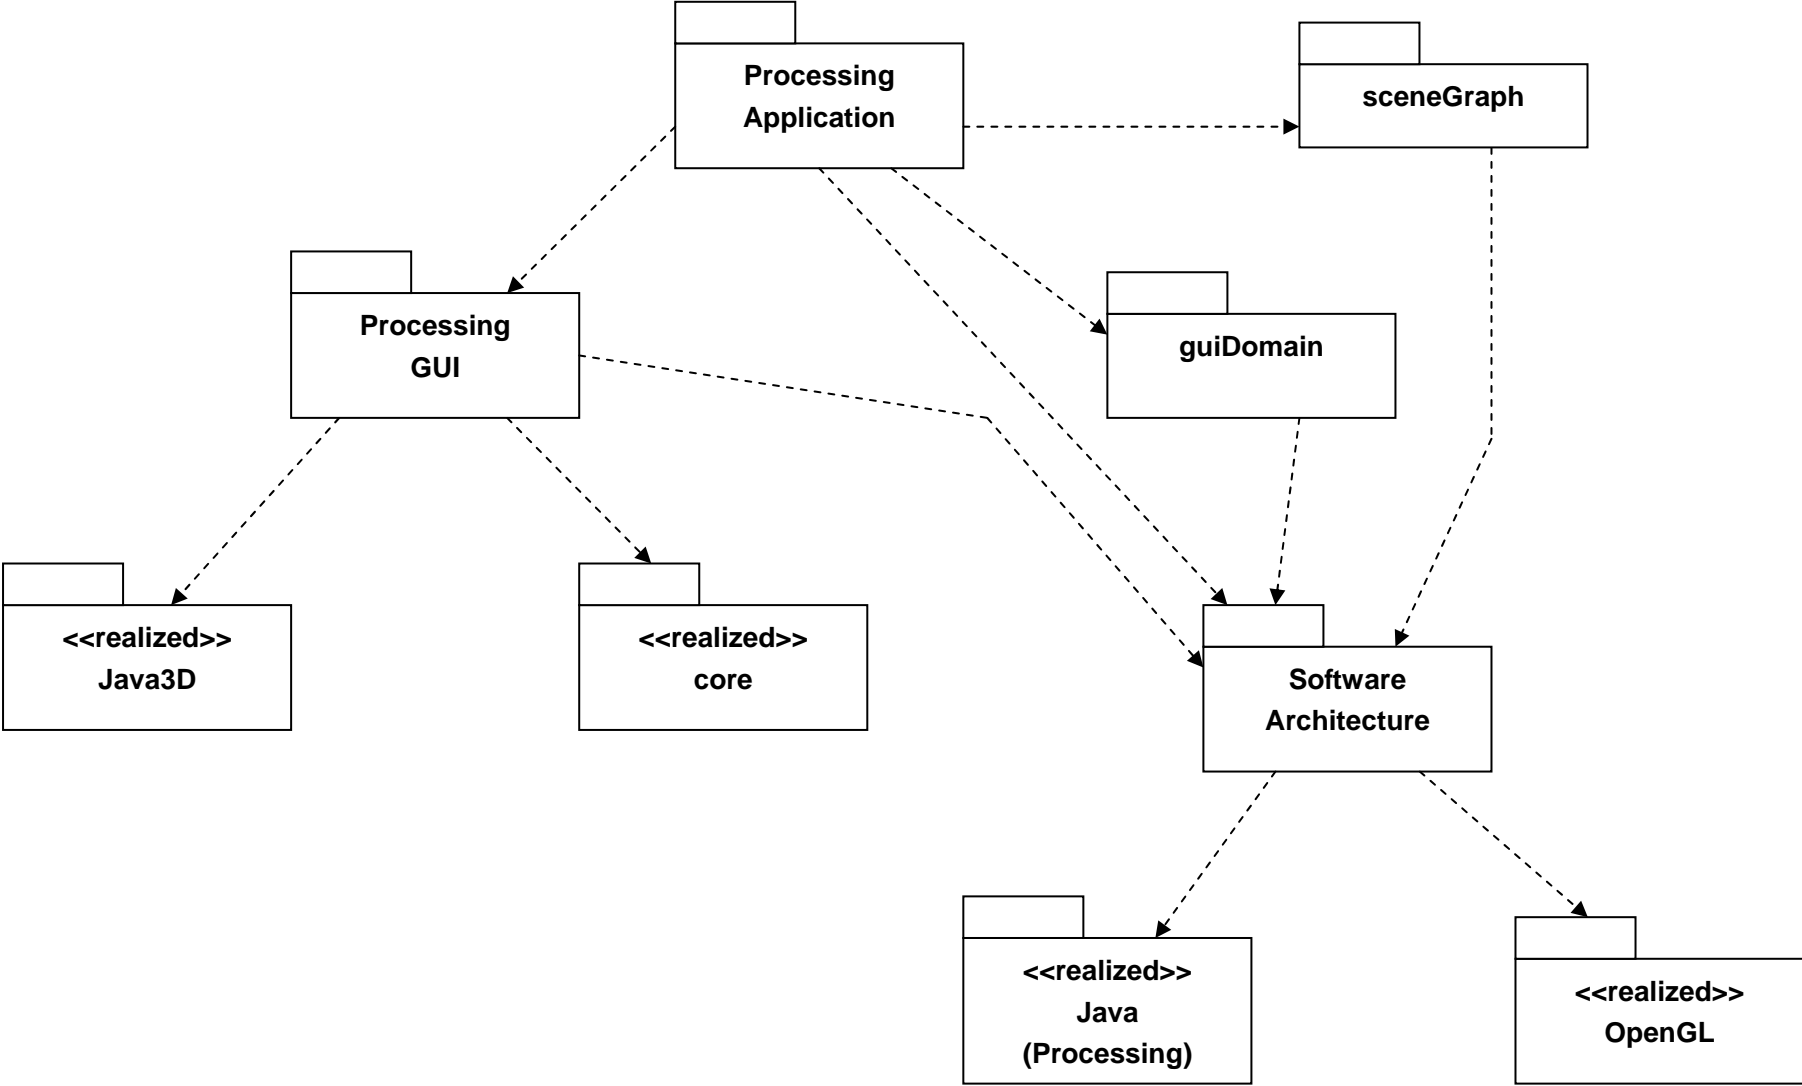 Processing
Application
sceneGraph
Processing
GUI
guiDomain
<<realized>>
Java3D
<<realized>>
core
Software
Architecture
<<realized>>
Java
(Processing)
<<realized>>
OpenGL